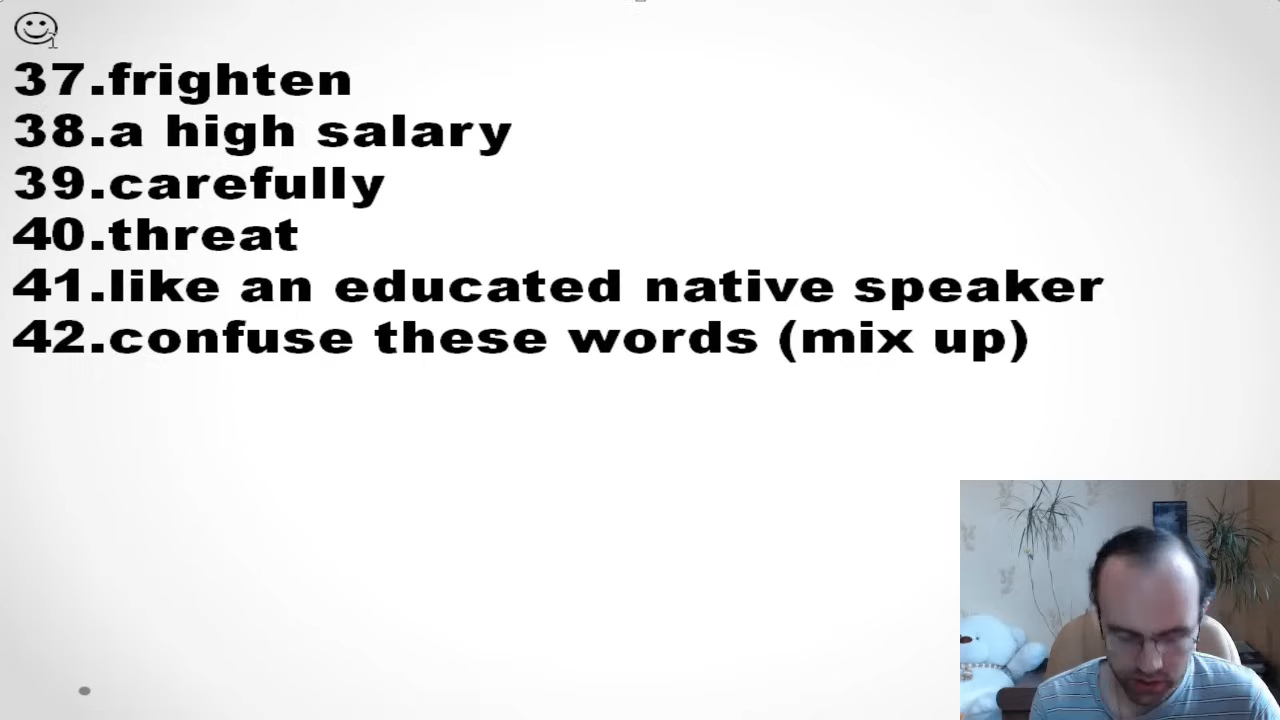 37.frighten
38.a high salary
39.carefully
40.threat
41.like an educated native speaker
42.confuse these words (mix up)